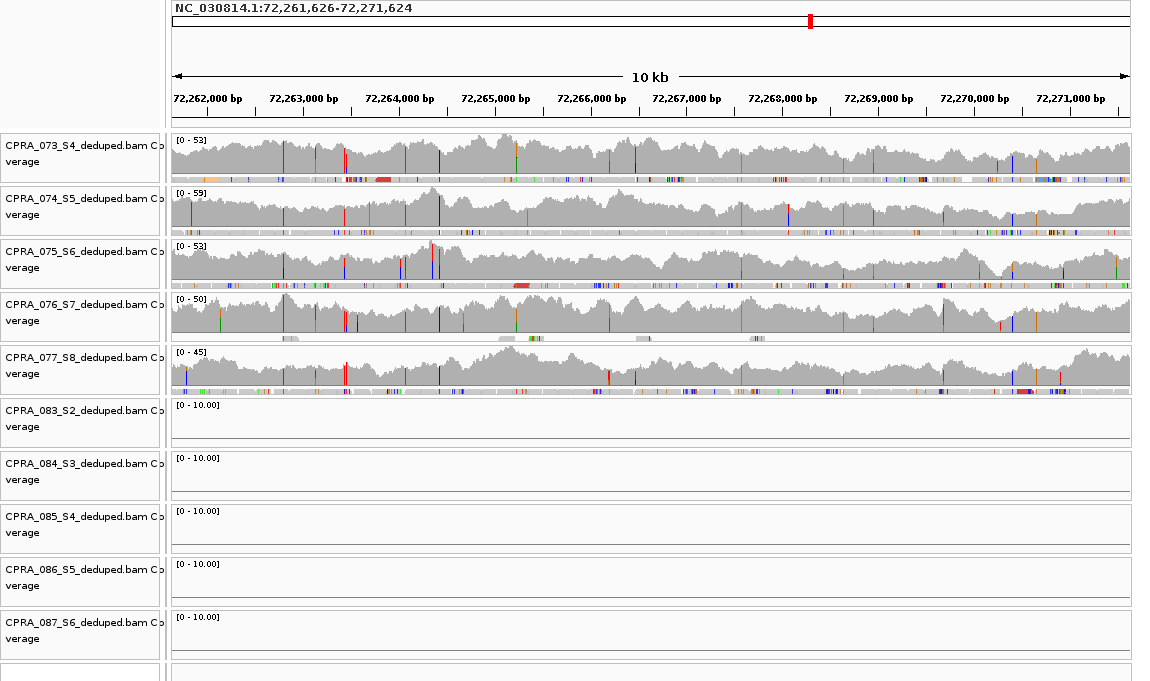 NC_030814.1:72,261,626-72,271,624
10 kb
72,262,000 bp 72,263,000 bp 72,264,000 bp 72,265,000 bp 72,266,000 bp 72,267,000 bp 72,268,000 bp 72,269,000 bp 72,270,000 bp 72,271,000 bp
CPRA_073_S4_deduped.bam Co
verage
[0 - 53]
CPRA_074_S5_deduped.bam Co
verage
[0 - 59]
CPRA_075_S6_deduped.bam Co
verage
[0 - 53]
CPRA_076_S7_deduped.bam Co
verage
[0 - 50]
CPRA_077_S8_deduped.bam Co
verage
[0 - 45]
CPRA_083_S2_deduped.bam Co
verage
[0 - 10.00]
CPRA_084_S3_deduped.bam Co
verage
[0 - 10.00]
CPRA_085_S4_deduped.bam Co
verage
[0 - 10.00]
CPRA_086_S5_deduped.bam Co
verage
[0 - 10.00]
CPRA_087_S6_deduped.bam Co
verage
[0 - 10.00]